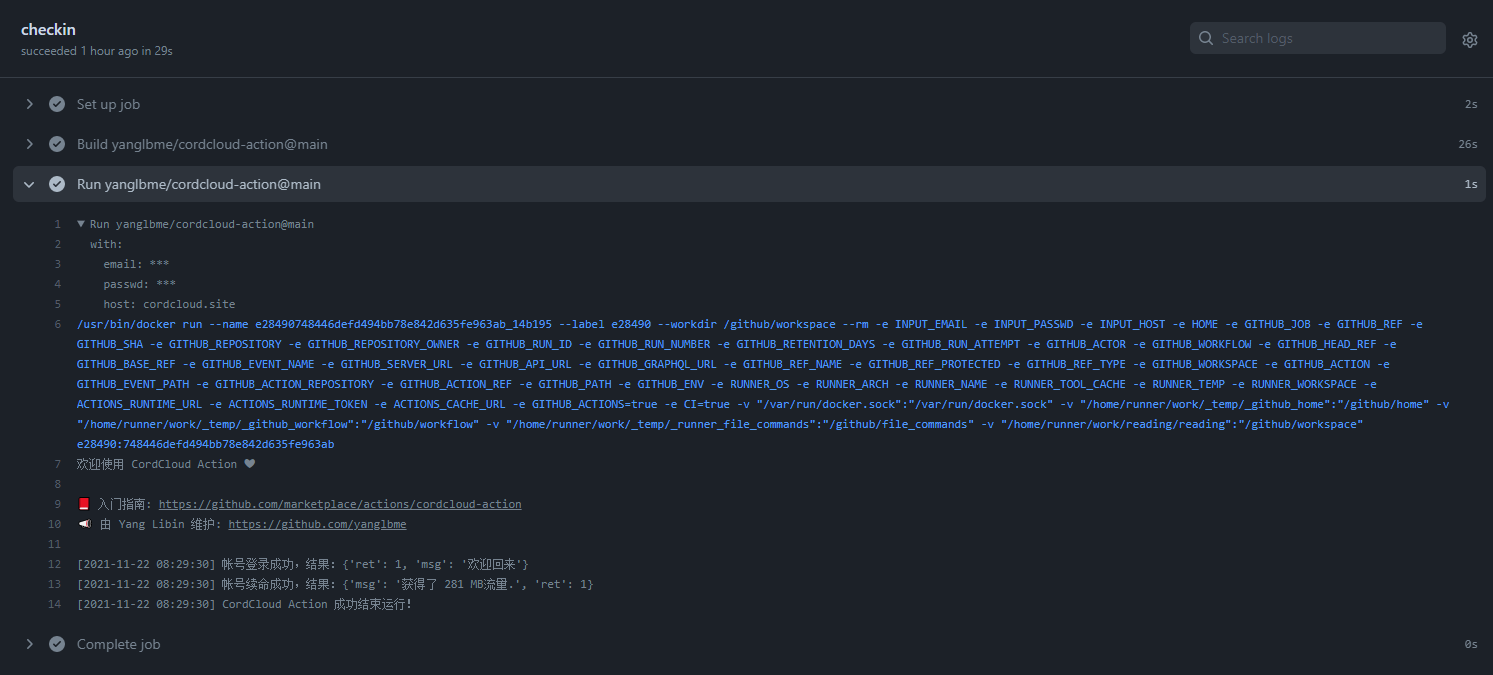 checkin
succeeded 1 hour ago in 29s
Search logs
Set up job 2s
Build yanglbme/cordcloud-action@main 26s
Run yanglbme/cordcloud-action@main 1s
1 ▼ Run yanglbme/cordcloud-action@main
2 with:
3 email: ***
4 passwd: ***
5 host: cordcloud.site
6 /usr/bin/docker run --name e28490748446defd494bb78e842d635fe963ab_14b195 --label e28490 --workdir /github/workspace --rm -e INPUT_EMAIL -e INPUT_PASSWD -e INPUT_HOST -e HOME -e GITHUB_JOB -e GITHUB_REF -e
GITHUB_SHA -e GITHUB_REPOSITORY -e GITHUB_REPOSITORY_OWNER -e GITHUB_RUN_ID -e GITHUB_RUN_NUMBER -e GITHUB_RETENTION_DAYS -e GITHUB_RUN_ATTEMPT -e GITHUB_ACTOR -e GITHUB_WORKFLOW -e GITHUB_HEAD_REF -e
GITHUB_BASE_REF -e GITHUB_EVENT_NAME -e GITHUB_SERVER_URL -e GITHUB_API_URL -e GITHUB_GRAPHQL_URL -e GITHUB_REF_NAME -e GITHUB_REF_PROTECTED -e GITHUB_REF_TYPE -e GITHUB_WORKSPACE -e GITHUB_ACTION -e
GITHUB_EVENT_PATH -e GITHUB_ACTION_REPOSITORY -e GITHUB_ACTION_REF -e GITHUB_PATH -e GITHUB_ENV -e RUNNER_OS -e RUNNER_ARCH -e RUNNER_NAME -e RUNNER_TOOL_CACHE -e RUNNER_TEMP -e RUNNER_WORKSPACE -e
ACTIONS_RUNTIME_URL -e ACTIONS_RUNTIME_TOKEN -e ACTIONS_CACHE_URL -e GITHUB_ACTIONS=true -e CI=true -v "/var/run/docker.sock":"/var/run/docker.sock" -v "/home/runner/work/_temp/_github_home":"/github/home" -v
"/home/runner/work/_temp/_github_workflow":"/github/workflow" -v "/home/runner/work/_temp/_runner_file_commands":"/github/file_commands" -v "/home/runner/work/reading/reading":"/github/workspace"
e28490:748446defd494bb78e842d635fe963ab
7 欢迎使用 CordCloud Action ❤
8
9 📕 入门指南: https://github.com/marketplace/actions/cordcloud-action
10 📣 由 Yang Libin 维护: https://github.com/yanglbme
11
12 [2021-11-22 08:29:30] 帐号登录成功，结果: {'ret': 1, 'msg': '欢迎回来'}
13 [2021-11-22 08:29:30] 帐号续命成功，结果: {'msg': '获得了 281 MB流量.', 'ret': 1}
14 [2021-11-22 08:29:30] CordCloud Action 成功结束运行!
Complete job 0s